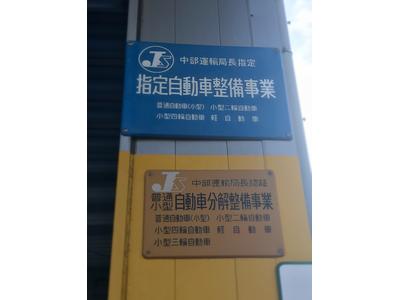 JS 中部運輸局長指定
指定自動車整備事業
普通自動車(小型) 小型二輪自動車
小型四輪自動車 軽自動車
JS 中部運輸局長認証
普通
小型 自動車分解整備事業
普通自動車(小型) 小型二輪自動車
小型四輪自動車 軽自動車
小型三輪自動車